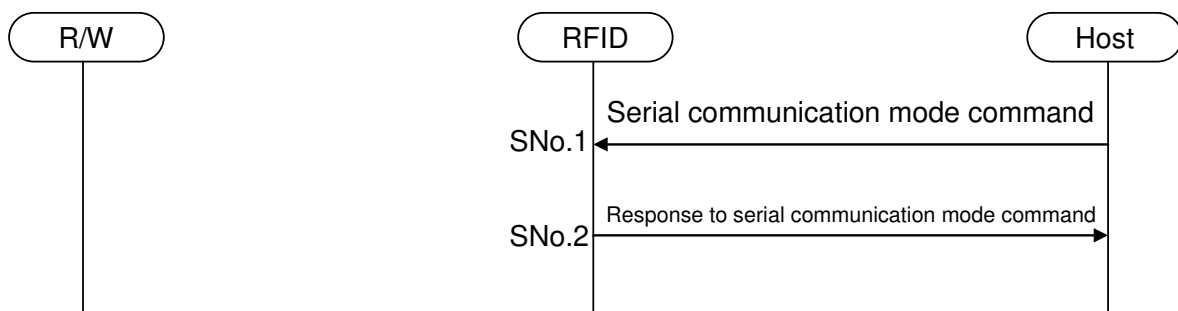 R/W
RFID
Host
Serial communication mode command
SNo.1
Response to serial communication mode command
SNo.2